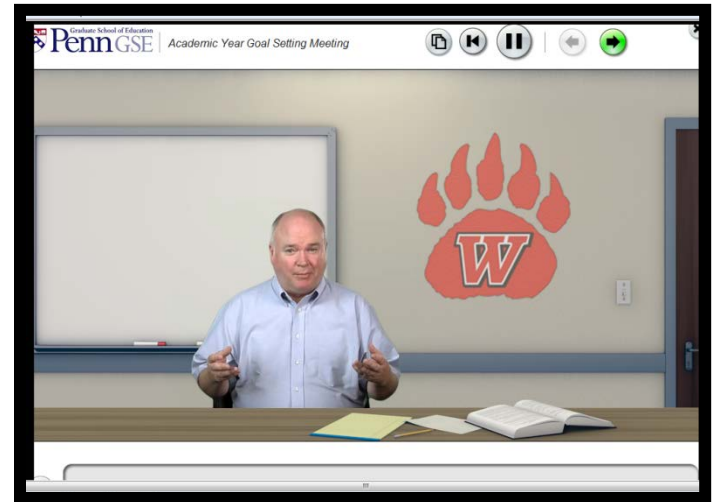 Graduate School of Education
Penn GSE
Academic Year Goal Setting Meeting
W